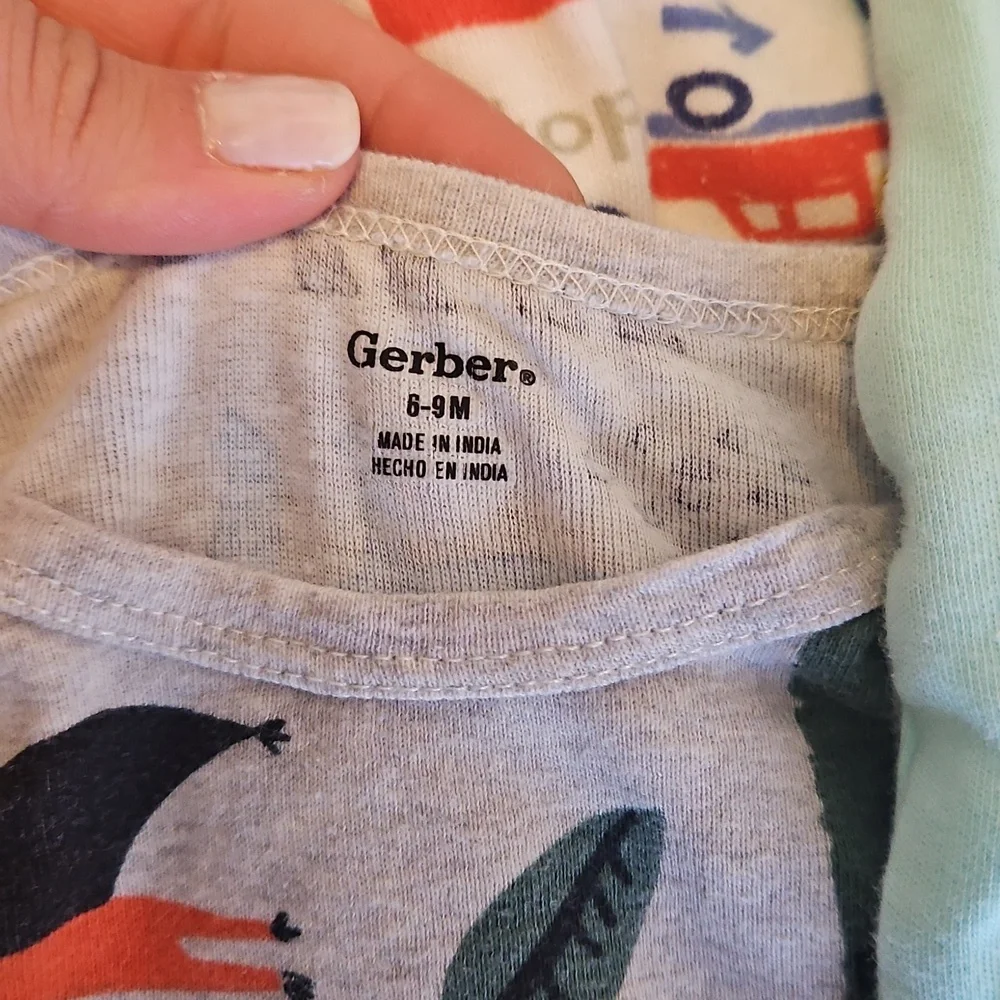 Gerber®
6-9M
MADE IN INDIA
HECHO EN INDIA